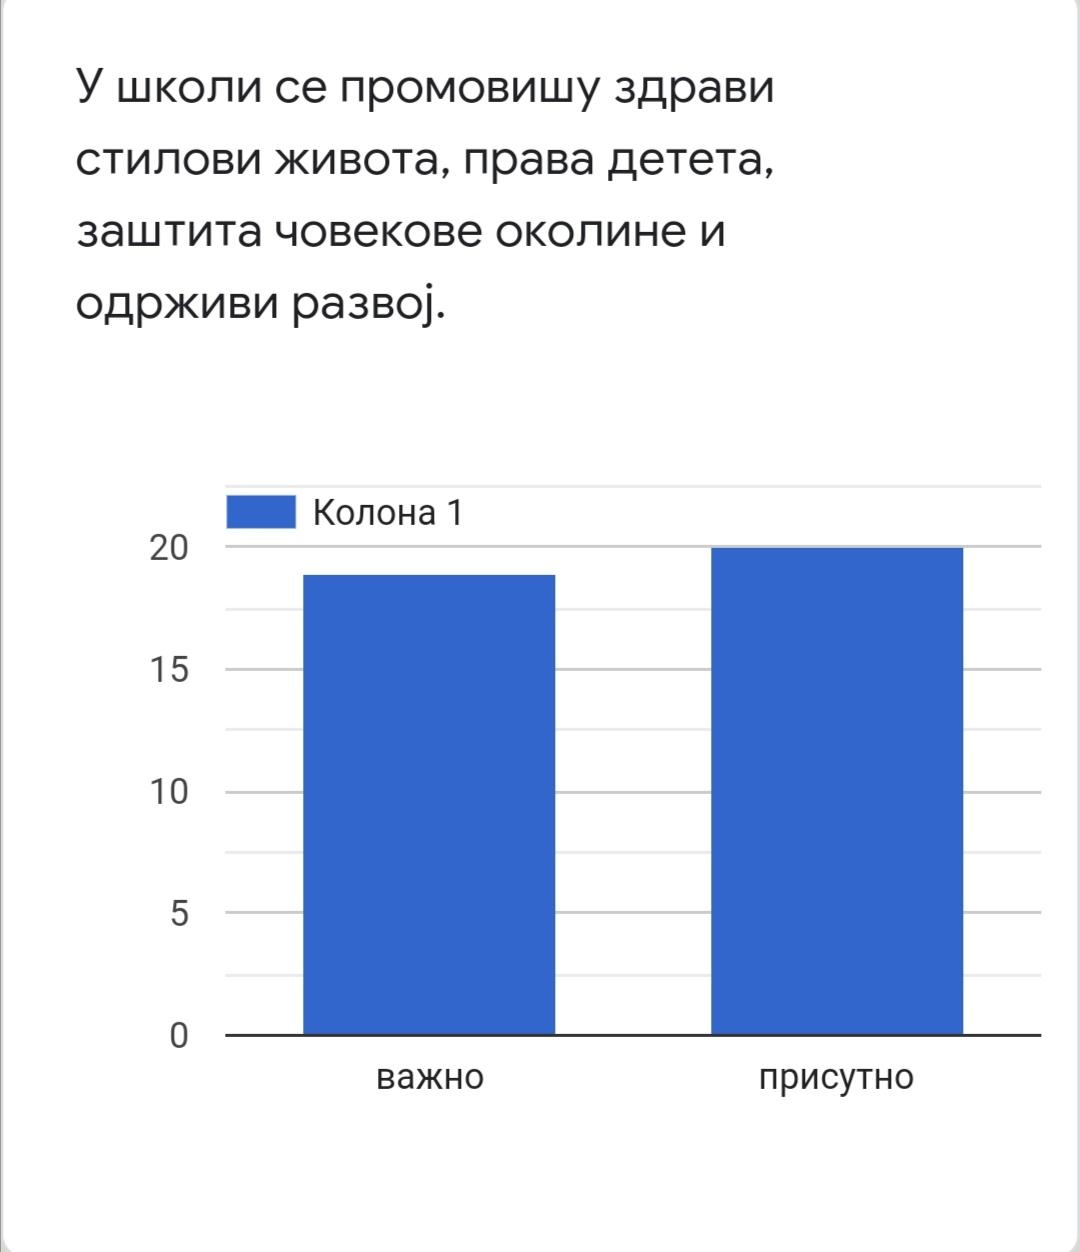 У школи се промовишу здрави
стилови живота, права детета,
заштита човекове околине и
одрживи развој.
Колона 1
20
15
10
5
0
важно
присутно